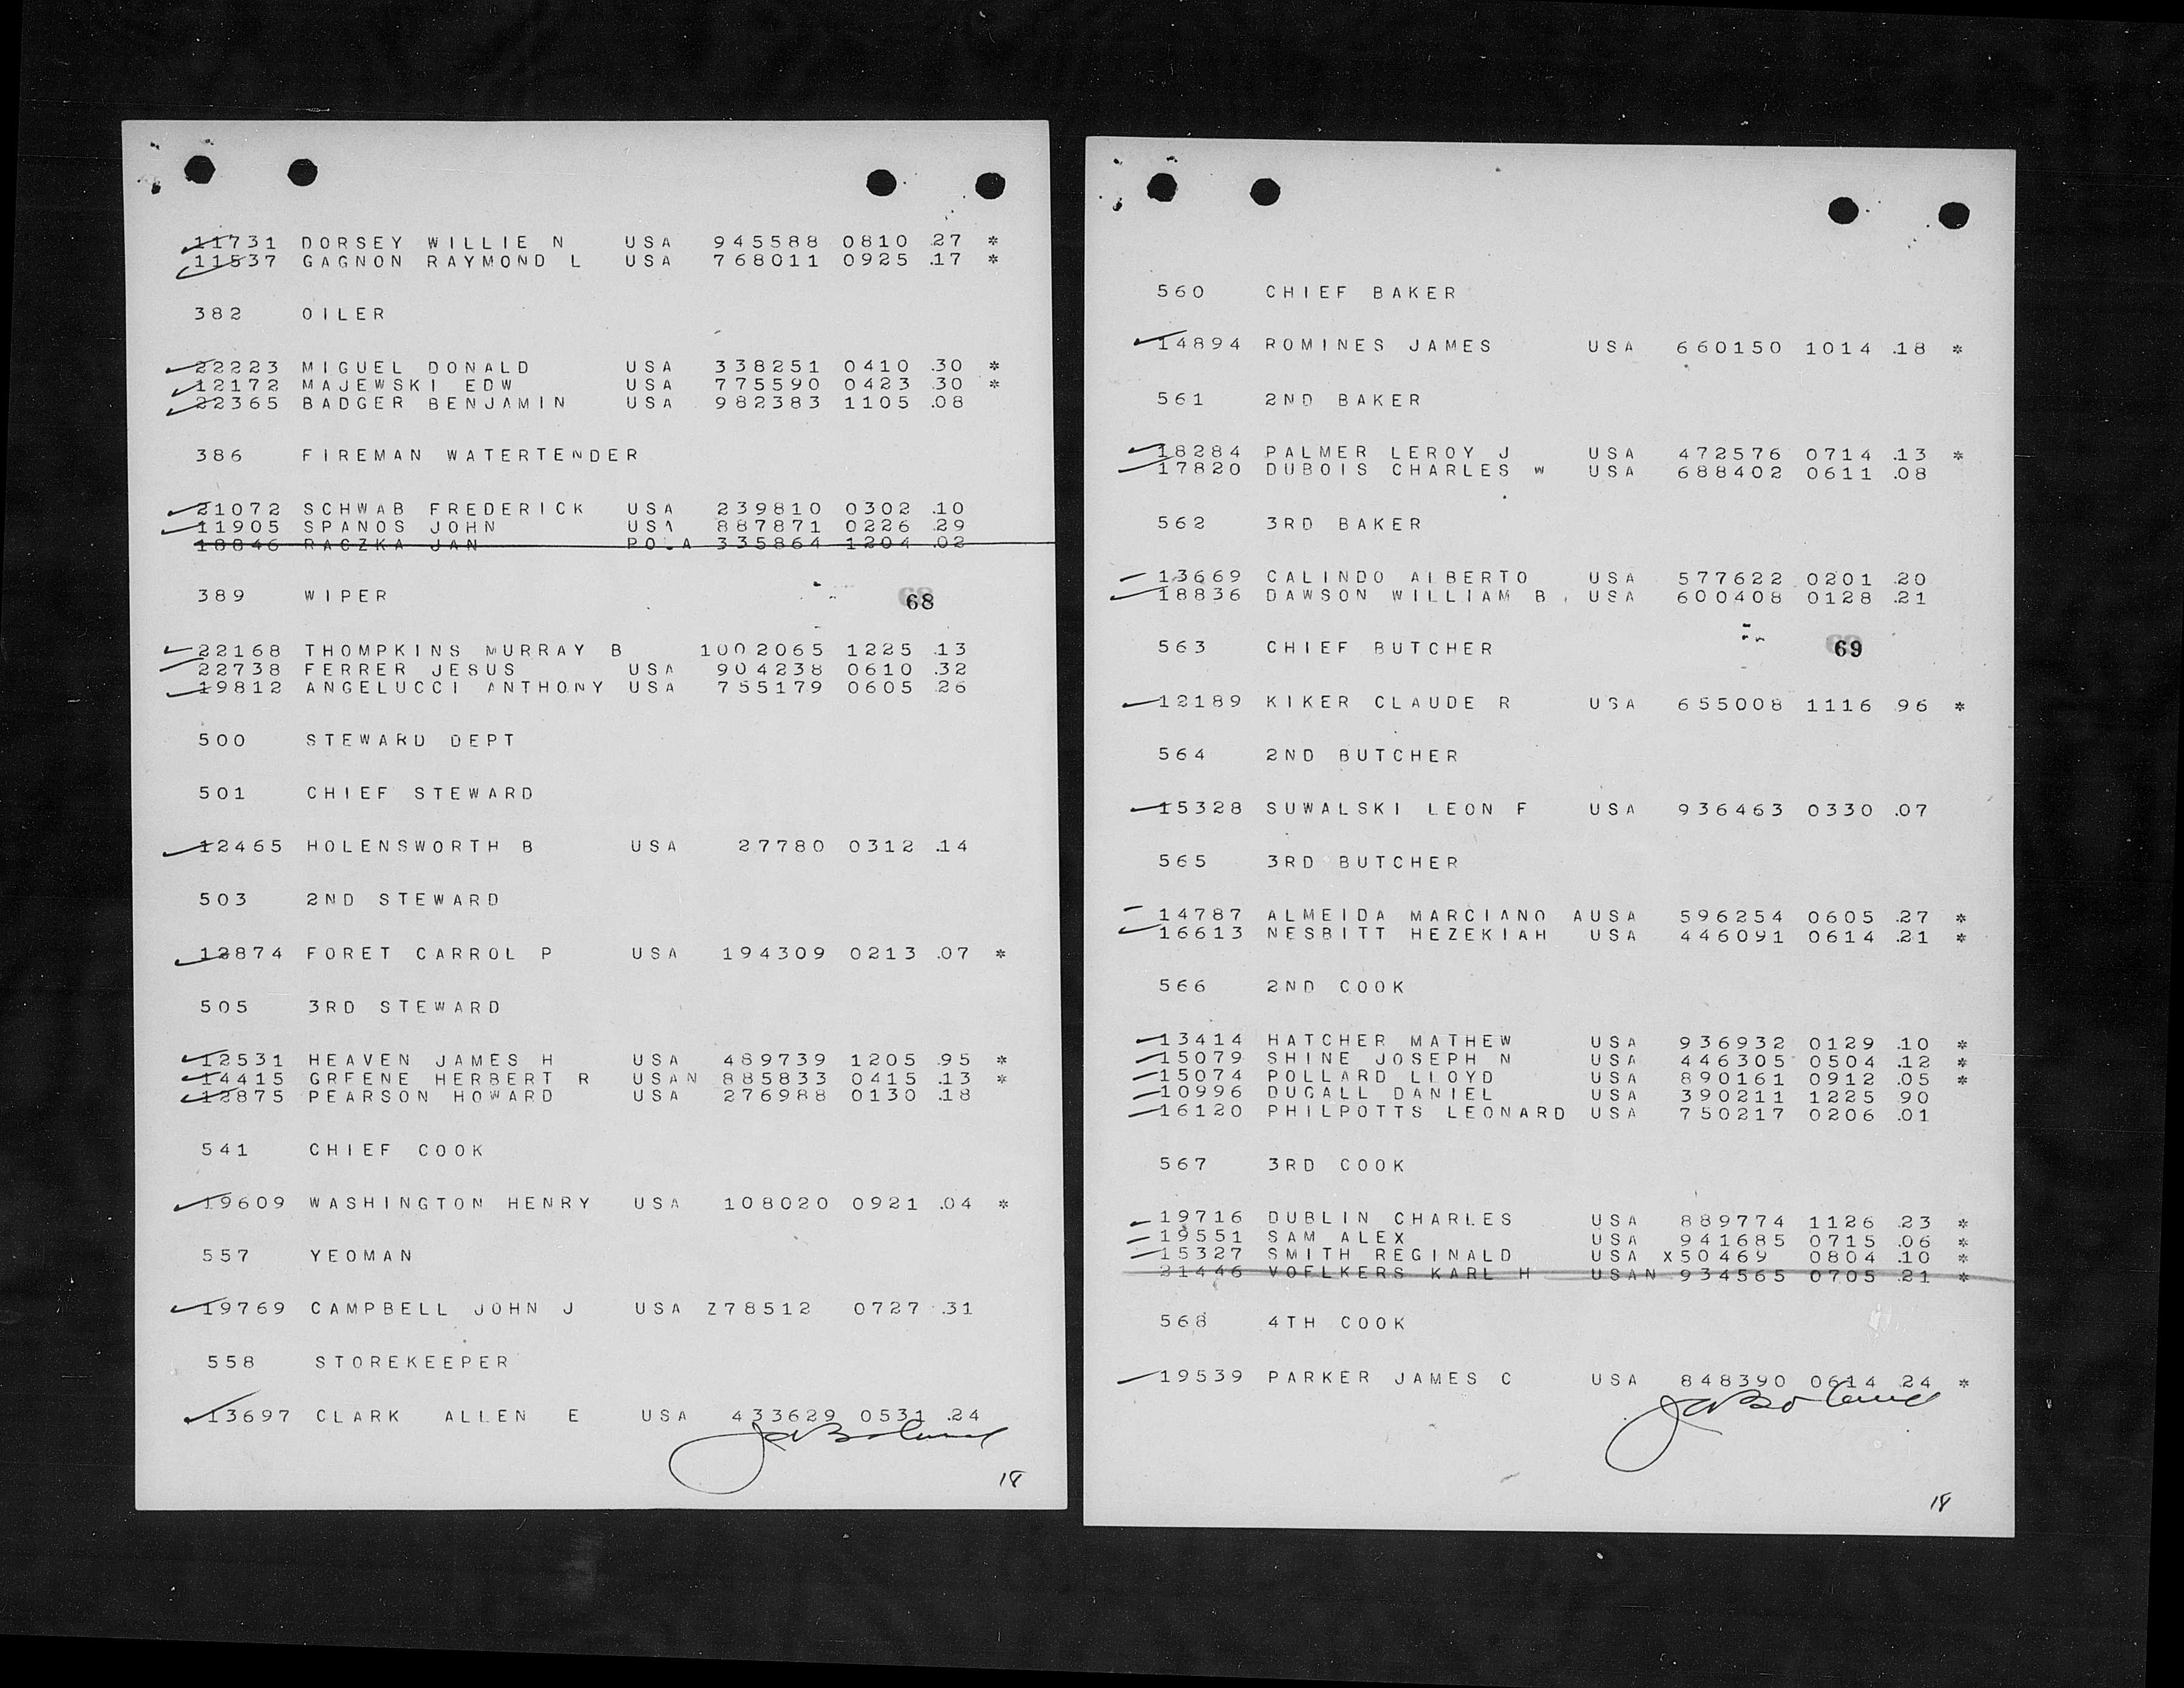 11731 DORSEY WILLIE N USA 945588 0810 .27 *
11537 GAGNON RAYMOND L USA 768011 0925 .17 *
382 OILER
22223 MIGUEL DONALD USA 338251 0410 .30 *
12172 MAJEWSKI EDW USA 775590 0423 .30 *
22365 BADGER BENJAMIN USA 982383 1105 .08
386 FIREMAN WATERTENDER
21072 SCHWAB FREDERICK USA 239810 0302 .10
11905 SPANOS JOHN USA 887871 0226 .29
18846 RACZKA JAN POLA 335864 1204 .02
389 WIPER
68
22168 THOMPKINS MURRAY B 1002065 1225 .13
22738 FERRER JESUS USA 904238 0610 .32
19812 ANGELUCCI ANTHONY USA 755179 0605 .26
500 STEWARD DEPT
501 CHIEF STEWARD
12465 HOLENSWORTH B USA 27780 0312 .14
503 2ND STEWARD
12874 FORET CARROL P USA 194309 0213 .07 *
505 3RD STEWARD
12531 HEAVEN JAMES H USA 489739 1205 .95 *
14415 GREENE HERBERT R USAN 885833 0415 .13 *
12875 PEARSON HOWARD USA 276988 0130 .18
541 CHIEF COOK
19609 WASHINGTON HENRY USA 108020 0921 .04 *
557 YEOMAN
19769 CAMPBELL JOHN J USA Z78512 0727 .31
558 STOREKEEPER
13697 CLARK ALLEN E USA 433629 0531 .24
18
560 CHIEF BAKER
14894 ROMINES JAMES USA 660150 1014 .18 *
561 2ND BAKER
18284 PALMER LEROY J USA 472576 0714 .13 *
17820 DUBOIS CHARLES W USA 688402 0611 .08
562 3RD BAKER
13669 CALINDO ALBERTO USA 577622 0201 .20
18836 DAWSON WILLIAM B USA 600408 0128 .21
563 CHIEF BUTCHER
69
12189 KIKER CLAUDE R USA 655008 1116 .96 *
564 2ND BUTCHER
15328 SUWALSKI LEON F USA 936463 0330 .07
565 3RD BUTCHER
14787 ALMEIDA MARCIANO AUSA 596254 0605 .27 *
16613 NESBITT HEZEKIAH USA 446091 0614 .21 *
566 2ND COOK
13414 HATCHER MATHEW USA 936932 0129 .10 *
15079 SHINE JOSEPH N USA 446305 0504 .12 *
15074 POLLARD LLOYD USA 890161 0912 .05 *
10996 DUGALL DANIEL USA 390211 1225 .90
16120 PHILPOTTS LEONARD USA 750217 0206 .01
567 3RD COOK
19716 DUBLIN CHARLES USA 889774 1126 .23 *
19551 SAM ALEX USA 941685 0715 .06 *
15327 SMITH REGINALD USA X50469 0804 .10 *
21446 VOELKERS KARL H USAN 934565 0705 .21 *
568 4TH COOK
19539 PARKER JAMES C USA 848390 0614 .24 *
18